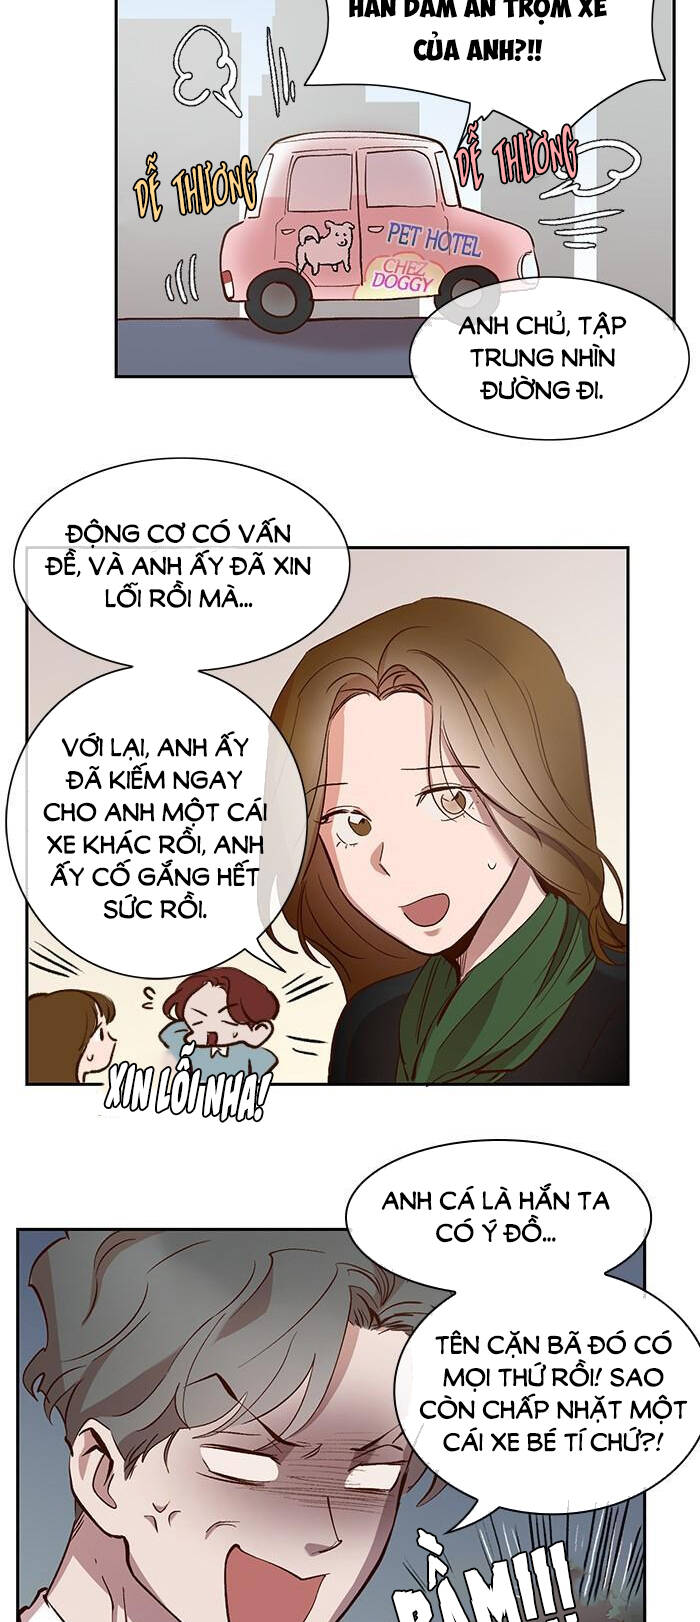 HẮN DÁM ĂN TRỘM XE
CỦA ANH?!!
DỄ THƯƠNG
DỄ THƯƠNG
PET HOTEL
CHEZ
DOGGY
ANH CHỦ, TẬP
TRUNG NHÌN
ĐƯỜNG ĐI.
ĐỘNG CƠ CÓ VẤN
ĐỀ, VÀ ANH ẤY ĐÃ XIN
LỖI RỒI MÀ...
VỚI LẠI, ANH ẤY
ĐÃ KIẾM NGAY
CHO ANH MỘT CÁI
XE KHÁC RỒI, ANH
ẤY CỐ GẮNG HẾT
SỨC RỒI.
XIN LỖI NHA!
ANH CÁ LÀ HẮN TA
CÓ Ý ĐỒ...
TÊN CẶN BÃ ĐÓ CÓ
MỌI THỨ RỒI! SAO
CÒN CHẤP NHẶT MỘT
CÁI XE BÉ TÍ CHỨ?!
RẦM!!!